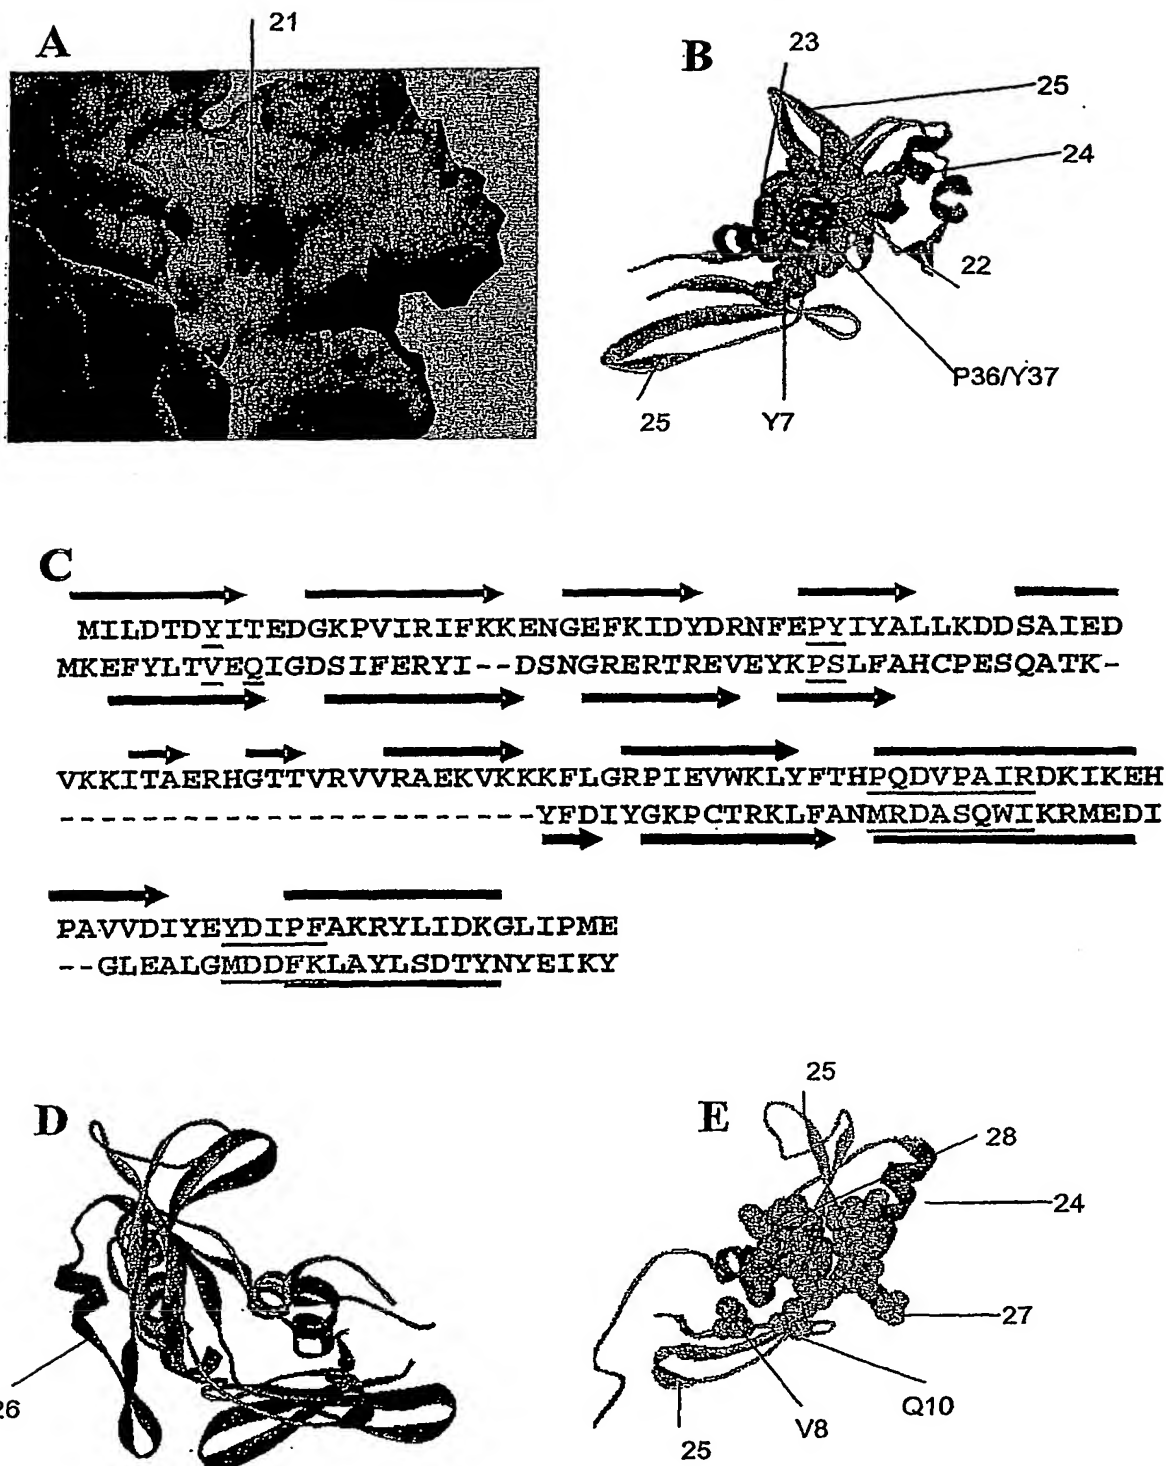 A
21
B
23
25
24
22
P36/Y37
25
Y7
C
MILDTDYITEDGKPVIRIFKKENGEFKIDYDRNFEPYIYALLKDDSAIED
MKEFYLTVEQIGDSIFERYI--DSNGRERTREVEYKPSLFAHCPESQATK-
VKKITAERHGTTVRVVRAEKVKKKFLGRPIEVWKLYFTHPQDVPAIRDKIKEH
-----------------------YFDIYGKPCTRKLFANMRDASQWIKRMEDI
PAVVDIYEYDIPFAKRYLIDKGLIPME
--GLEALGMDDFKLAYLSDTYNYEIKY
D
26
E
25
28
24
27
Q10
V8
25